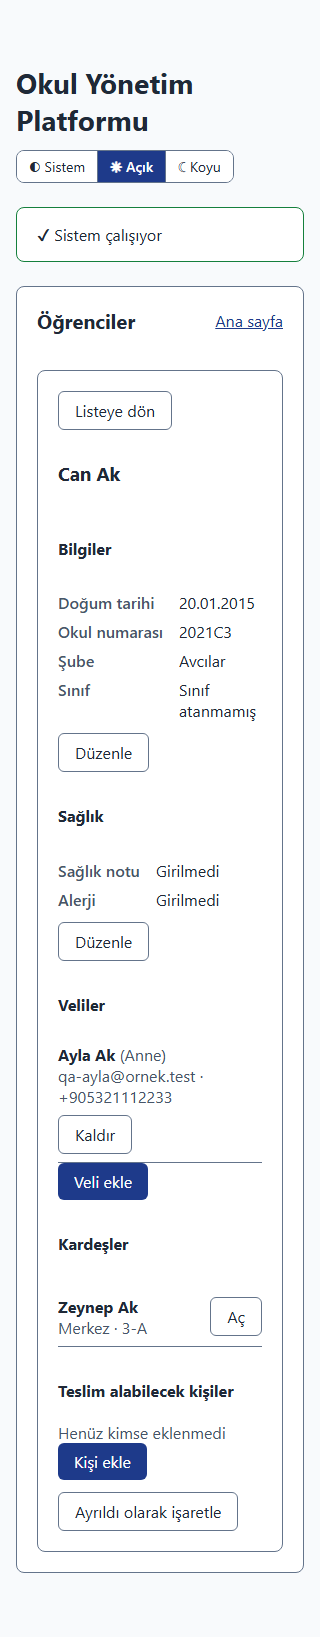 Okul Yönetim
Platformu
◐ Sistem
☀ Açık
☾ Koyu
✓ Sistem çalışıyor
Öğrenciler
Ana sayfa
Listeye dön
Can Ak
Bilgiler
Doğum tarihi 20.01.2015
Okul numarası 2021C3
Şube Avcılar
Sınıf Sınıf
atanmamış
Düzenle
Sağlık
Sağlık notu Girilmedi
Alerji Girilmedi
Düzenle
Veliler
Ayla Ak (Anne)
qa-ayla@ornek.test ·
+905321112233
Kaldır
Veli ekle
Kardeşler
Zeynep Ak
Merkez · 3-A
Aç
Teslim alabilecek kişiler
Henüz kimse eklenmedi
Kişi ekle
Ayrıldı olarak işaretle